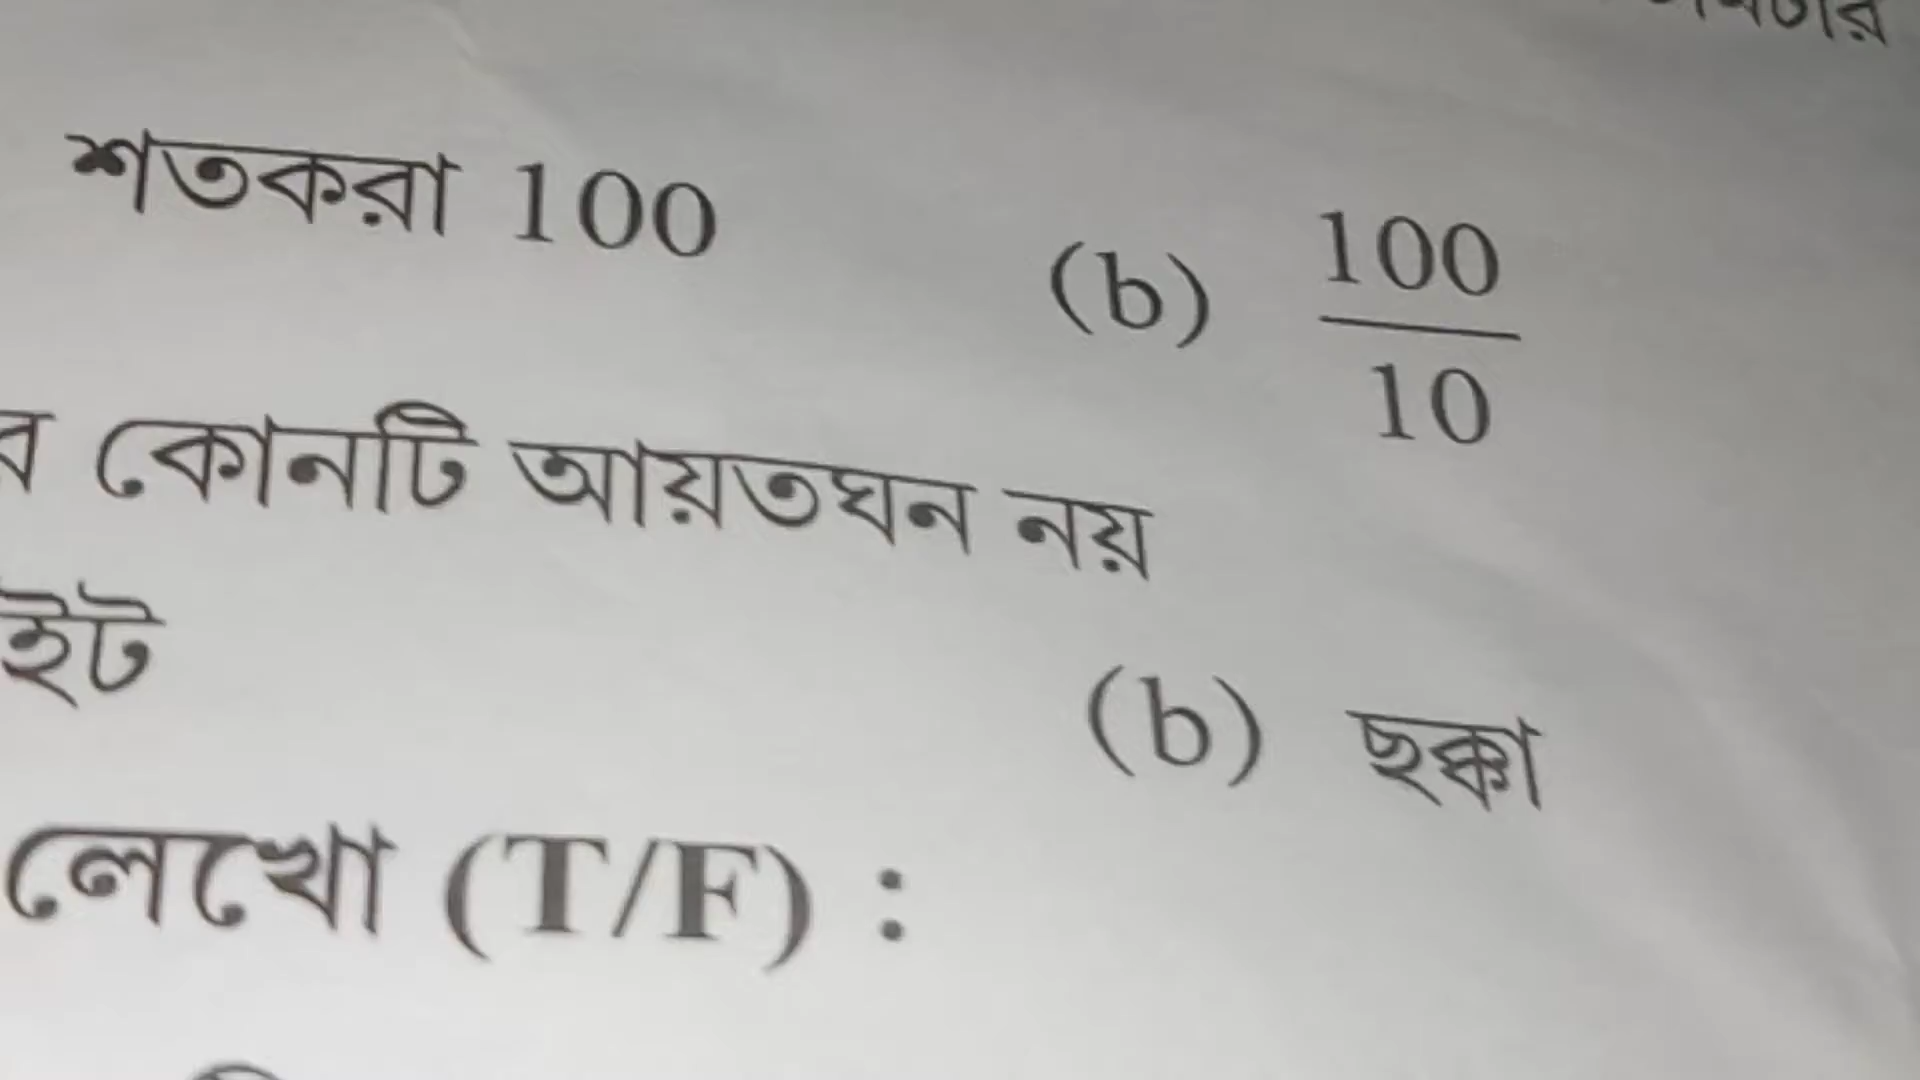 শতকরা 100 (b) 100/10
কোনটি আয়তঘন নয়
ইট (b) ছক্কা
লেখো (T/F) :